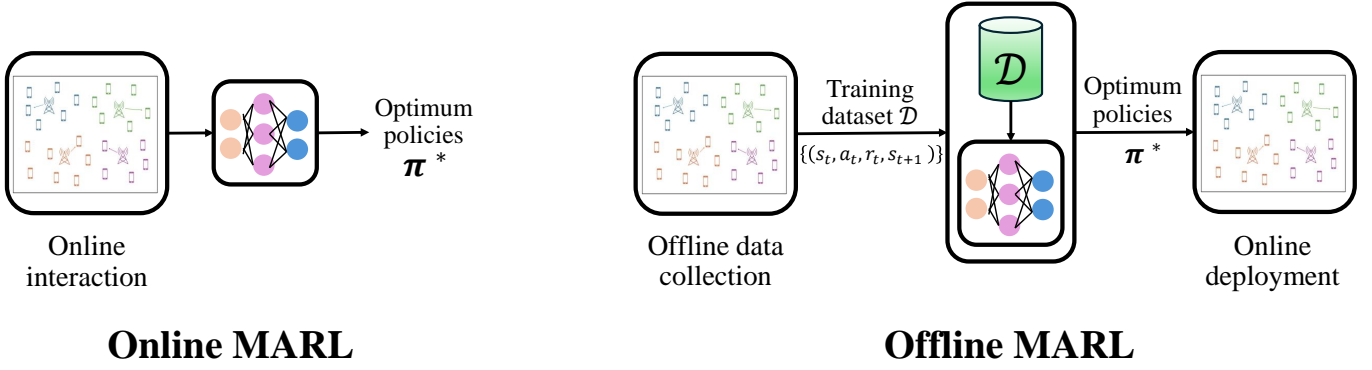 Optimum
policies
π *
Online
interaction
Online MARL
Training
dataset 𝒟
{(s_t, a_t, r_t, s_{t+1} )}
𝒟
Optimum
policies
π *
Offline data
collection
Online
deployment
Offline MARL